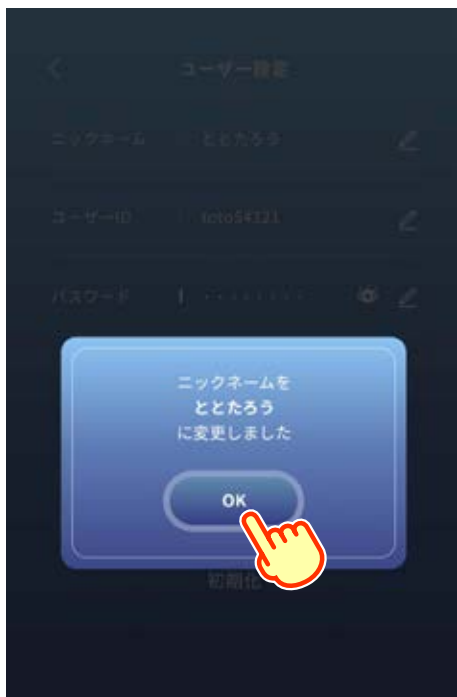 ユーザー設定
ニックネーム ととたろう
ユーザーID toto54321
パスワード
ニックネームを
ととたろう
に変更しました
OK
初期化